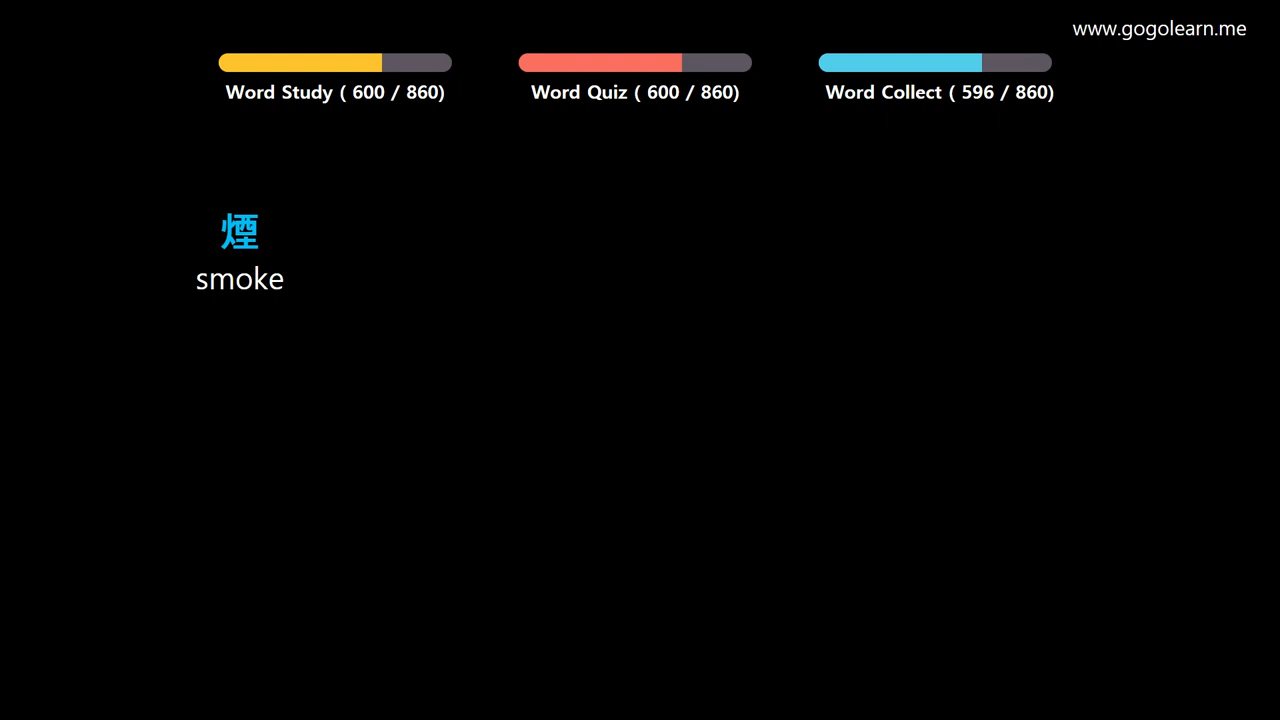 www.gogolearn.me
Word Study ( 600 / 860)
Word Quiz ( 600 / 860)
Word Collect ( 596 / 860)
煙
smoke